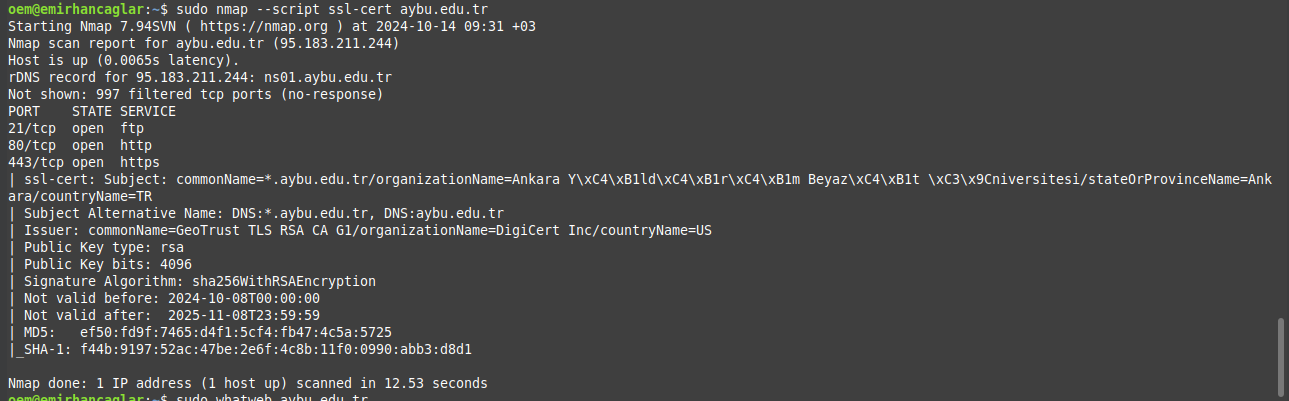 oem@emirhancaglar:~$ sudo nmap --script ssl-cert aybu.edu.tr
Starting Nmap 7.94SVN ( https://nmap.org ) at 2024-10-14 09:31 +03
Nmap scan report for aybu.edu.tr (95.183.211.244)
Host is up (0.0065s latency).
rDNS record for 95.183.211.244: ns01.aybu.edu.tr
Not shown: 997 filtered tcp ports (no-response)
PORT    STATE SERVICE
21/tcp  open  ftp
80/tcp  open  http
443/tcp open  https
| ssl-cert: Subject: commonName=*.aybu.edu.tr/organizationName=Ankara Y\xC4\xB1ld\xC4\xB1r\xC4\xB1m Beyaz\xC4\xB1t \xC3\x9Cniversitesi/stateOrProvinceName=Ank
ara/countryName=TR
| Subject Alternative Name: DNS:*.aybu.edu.tr, DNS:aybu.edu.tr
| Issuer: commonName=GeoTrust TLS RSA CA G1/organizationName=DigiCert Inc/countryName=US
| Public Key type: rsa
| Public Key bits: 4096
| Signature Algorithm: sha256WithRSAEncryption
| Not valid before: 2024-10-08T00:00:00
| Not valid after:  2025-11-08T23:59:59
| MD5:   ef50:fd9f:7465:d4f1:5cf4:fb47:4c5a:5725
|_SHA-1: f44b:9197:52ac:47be:2e6f:4c8b:11f0:0990:abb3:d8d1
Nmap done: 1 IP address (1 host up) scanned in 12.53 seconds
oem@emirhancaglar:~$ sudo whatweb aybu.edu.tr